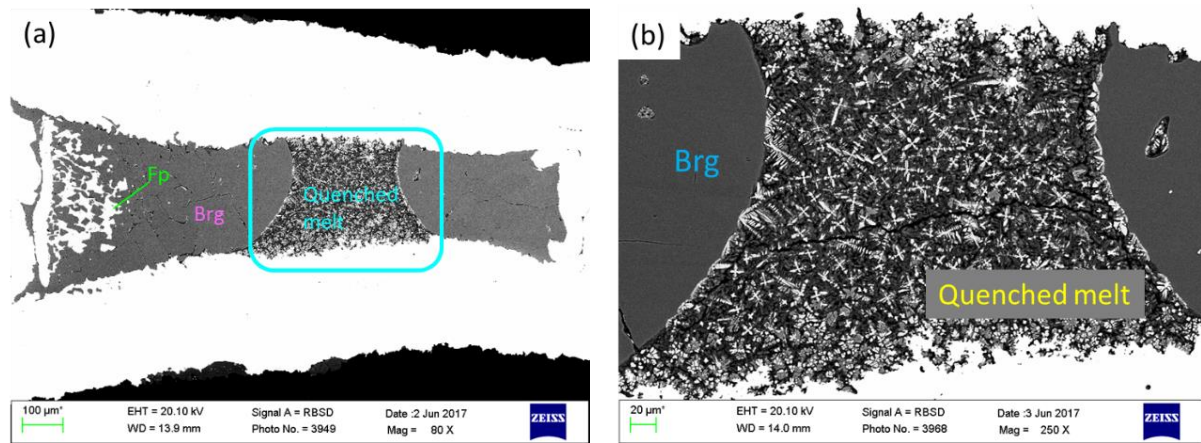 (a)
Fp
Brg
Quenched
melt
100 µm*
EHT = 20.10 kV
Signal A = RBSD
Date :2 Jun 2017
WD = 13.9 mm
Photo No. = 3949
Mag = 80 X
ZEISS
(b)
Brg
Quenched melt
20 µm*
EHT = 20.10 kV
Signal A = RBSD
Date :3 Jun 2017
WD = 14.0 mm
Photo No. = 3968
Mag = 250 X
ZEISS